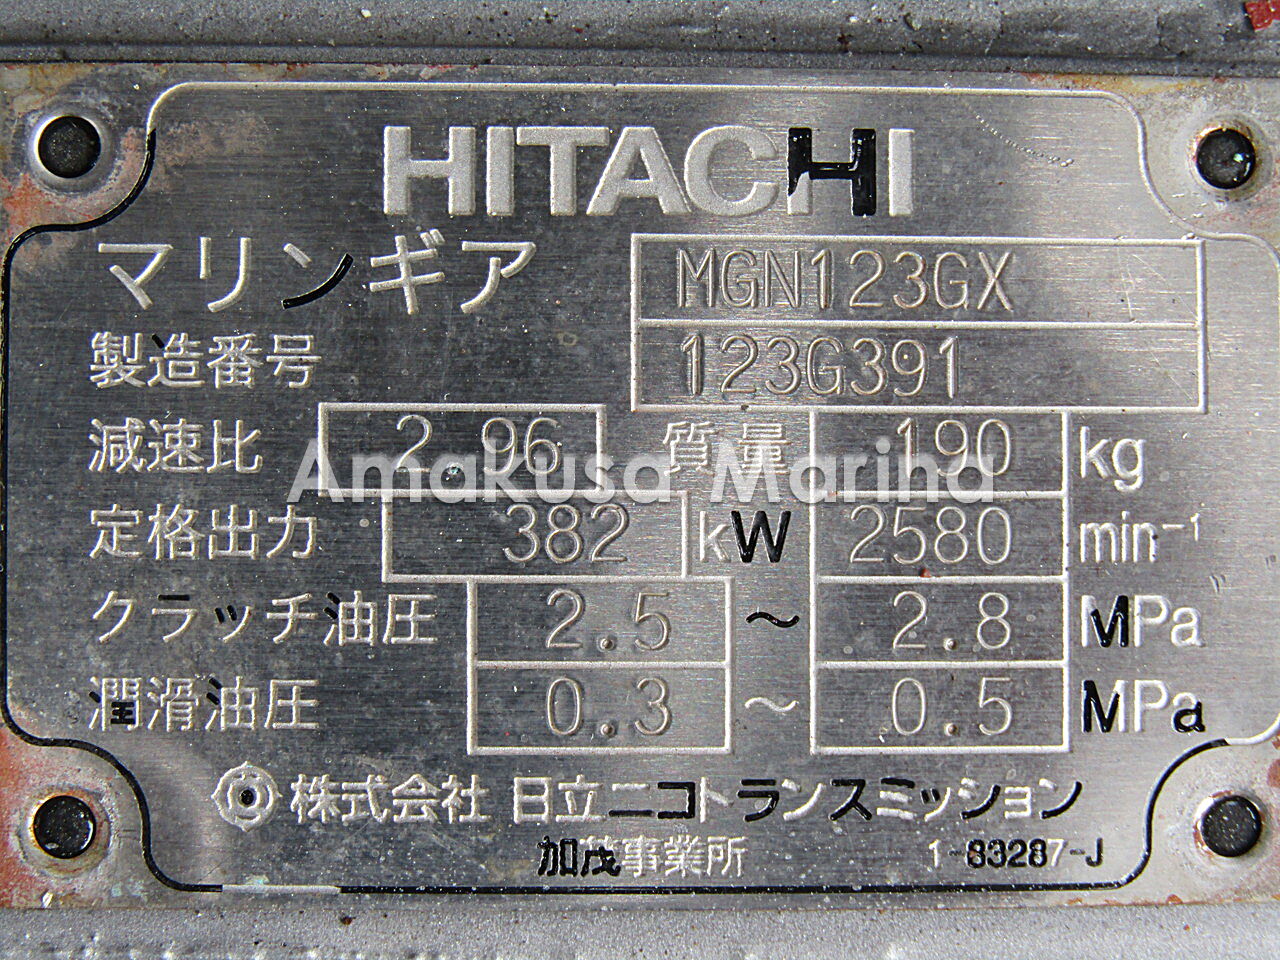 HITACHI
マリンギア MGN123GX
製造番号 123G391
減速比 2.96 質量 190 kg
Amakusa Marina
定格出力 382 kW 2580 min⁻¹
クラッチ油圧 2.5 ～ 2.8 MPa
潤滑油圧 0.3 ～ 0.5 MPa
株式会社 日立ニコトランスミッション
加茂事業所 1-83287-J